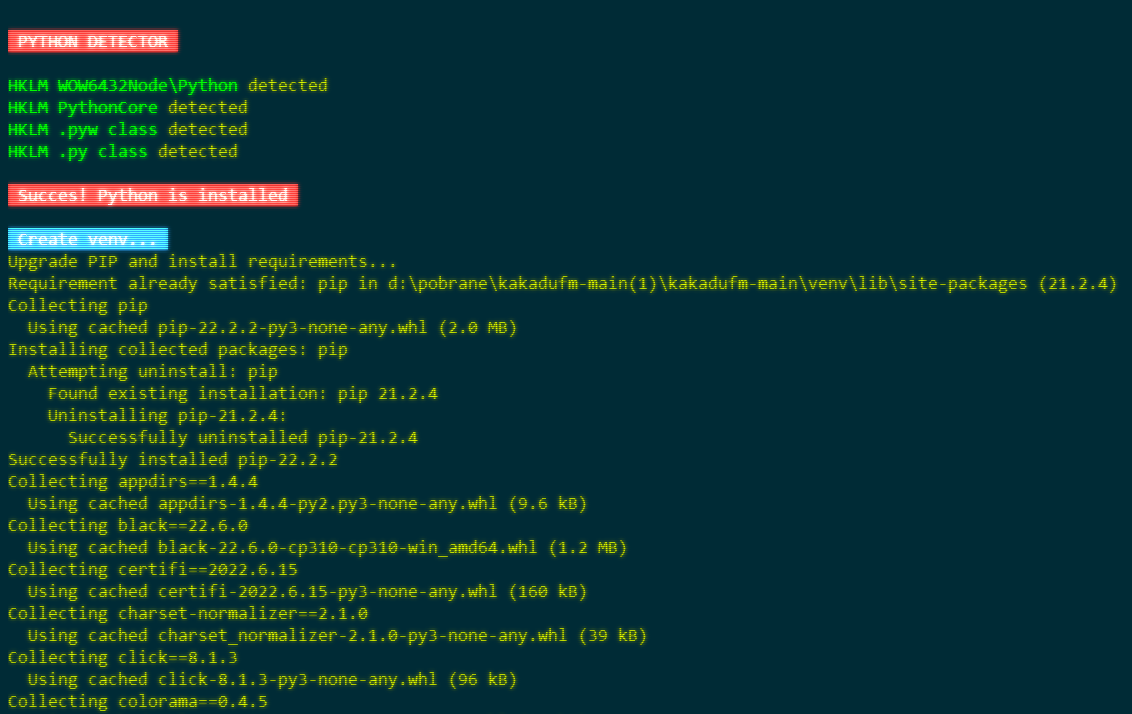 PYTHON DETECTOR
HKLM WOW6432Node\Python detected
HKLM PythonCore detected
HKLM .pyw class detected
HKLM .py class detected
Succes! Python is installed
Create venv...
Upgrade PIP and install requirements...
Requirement already satisfied: pip in d:\pobrane\kakadufm-main(1)\kakadufm-main\venv\lib\site-packages (21.2.4)
Collecting pip
Using cached pip-22.2.2-py3-none-any.whl (2.0 MB)
Installing collected packages: pip
Attempting uninstall: pip
Found existing installation: pip 21.2.4
Uninstalling pip-21.2.4:
Successfully uninstalled pip-21.2.4
Successfully installed pip-22.2.2
Collecting appdirs==1.4.4
Using cached appdirs-1.4.4-py2.py3-none-any.whl (9.6 kB)
Collecting black==22.6.0
Using cached black-22.6.0-cp310-cp310-win_amd64.whl (1.2 MB)
Collecting certifi==2022.6.15
Using cached certifi-2022.6.15-py3-none-any.whl (160 kB)
Collecting charset-normalizer==2.1.0
Using cached charset_normalizer-2.1.0-py3-none-any.whl (39 kB)
Collecting click==8.1.3
Using cached click-8.1.3-py3-none-any.whl (96 kB)
Collecting colorama==0.4.5